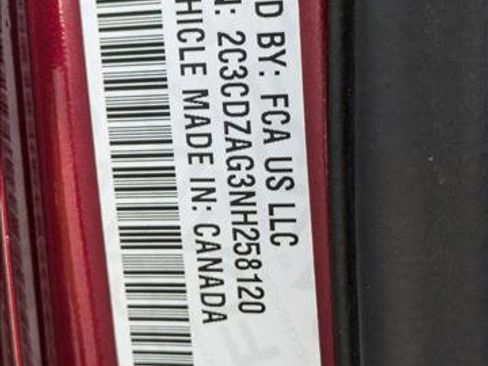 D BY: FCA US LLC
N: 2C3CDZAG3NH258120
HICLE MADE IN: CANADA